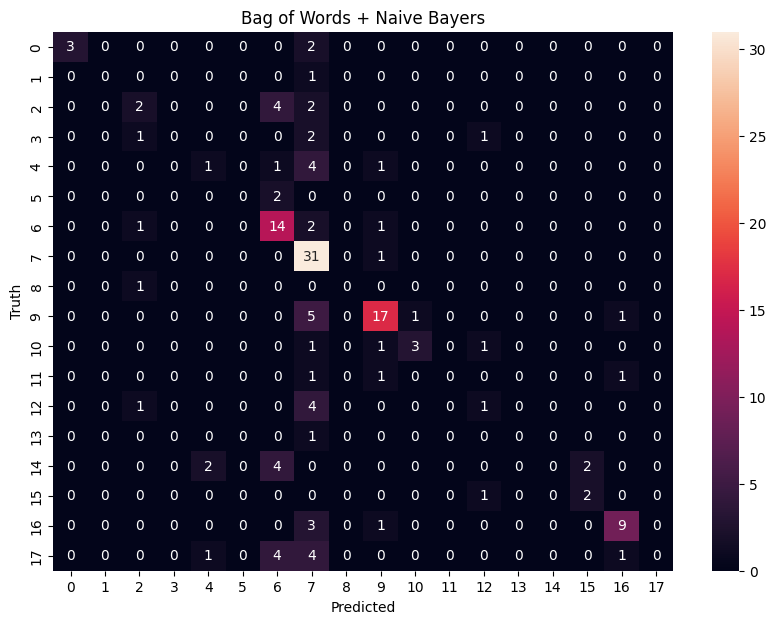 Bag of Words + Naive Bayers
Truth
0 3 0 0 0 0 0 0 2 0 0 0 0 0 0 0 0 0 0
1 0 0 0 0 0 0 0 1 0 0 0 0 0 0 0 0 0 0
2 0 0 2 0 0 0 4 2 0 0 0 0 0 0 0 0 0 0
3 0 0 1 0 0 0 0 2 0 0 0 0 1 0 0 0 0 0
4 0 0 0 0 1 0 1 4 0 1 0 0 0 0 0 0 0 0
5 0 0 0 0 0 0 2 0 0 0 0 0 0 0 0 0 0 0
6 0 0 1 0 0 0 14 2 0 1 0 0 0 0 0 0 0 0
7 0 0 0 0 0 0 0 31 0 1 0 0 0 0 0 0 0 0
8 0 0 1 0 0 0 0 0 0 0 0 0 0 0 0 0 0 0
9 0 0 0 0 0 0 0 5 0 17 1 0 0 0 0 0 1 0
10 0 0 0 0 0 0 0 1 0 1 3 0 1 0 0 0 0 0
11 0 0 0 0 0 0 0 1 0 1 0 0 0 0 0 0 1 0
12 0 0 1 0 0 0 0 4 0 0 0 0 1 0 0 0 0 0
13 0 0 0 0 0 0 0 1 0 0 0 0 0 0 0 0 0 0
14 0 0 0 0 2 0 4 0 0 0 0 0 0 0 0 2 0 0
15 0 0 0 0 0 0 0 0 0 0 0 0 1 0 0 2 0 0
16 0 0 0 0 0 0 0 3 0 1 0 0 0 0 0 0 9 0
17 0 0 0 0 1 0 4 4 0 0 0 0 0 0 0 0 1 0
0 1 2 3 4 5 6 7 8 9 10 11 12 13 14 15 16 17
Predicted
30
25
20
15
10
5
0